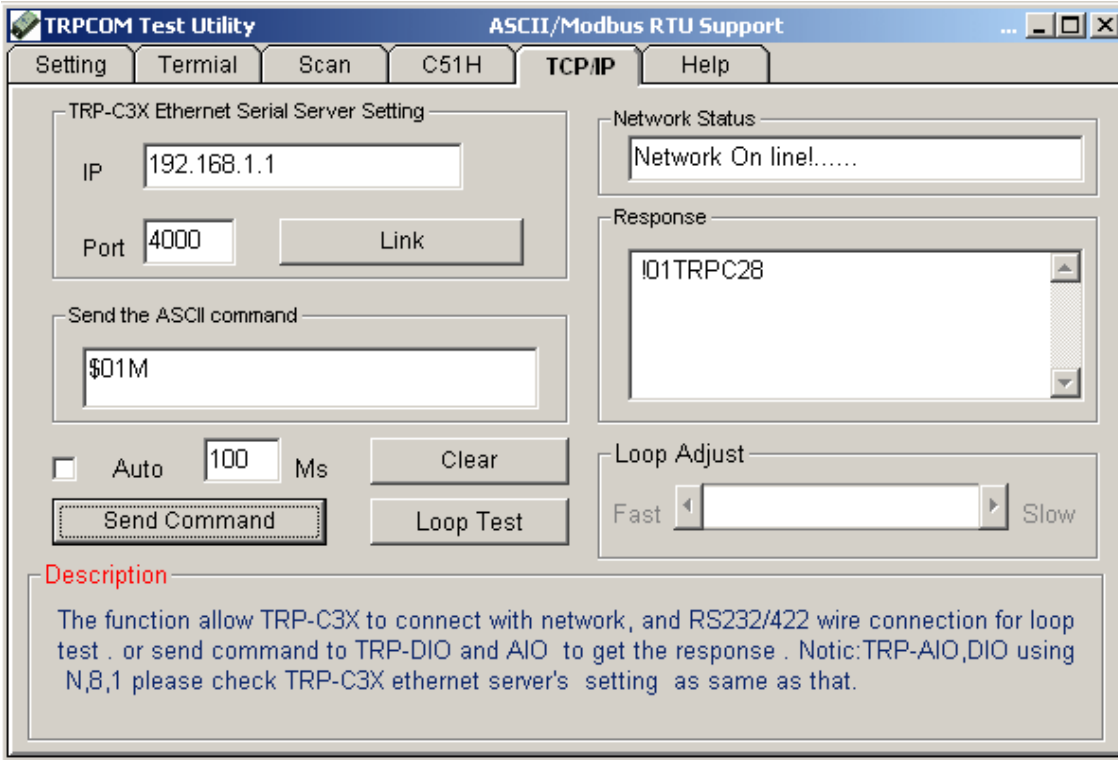 TRPCOM Test Utility ASCII/Modbus RTU Support ...
Setting Termial Scan C51H TCP/IP Help
TRP-C3X Ethernet Serial Server Setting
IP 192.168.1.1
Port 4000 Link
Network Status
Network On line!......
Response
!01TRPC28
Send the ASCII command
$01M
Auto 100 Ms Clear
Send Command Loop Test
Loop Adjust
Fast Slow
Description
The function allow TRP-C3X to connect with network, and RS232/422 wire connection for loop
test . or send command to TRP-DIO and AIO to get the response . Notic:TRP-AIO,DIO using
N,8,1 please check TRP-C3X ethernet server's setting as same as that.